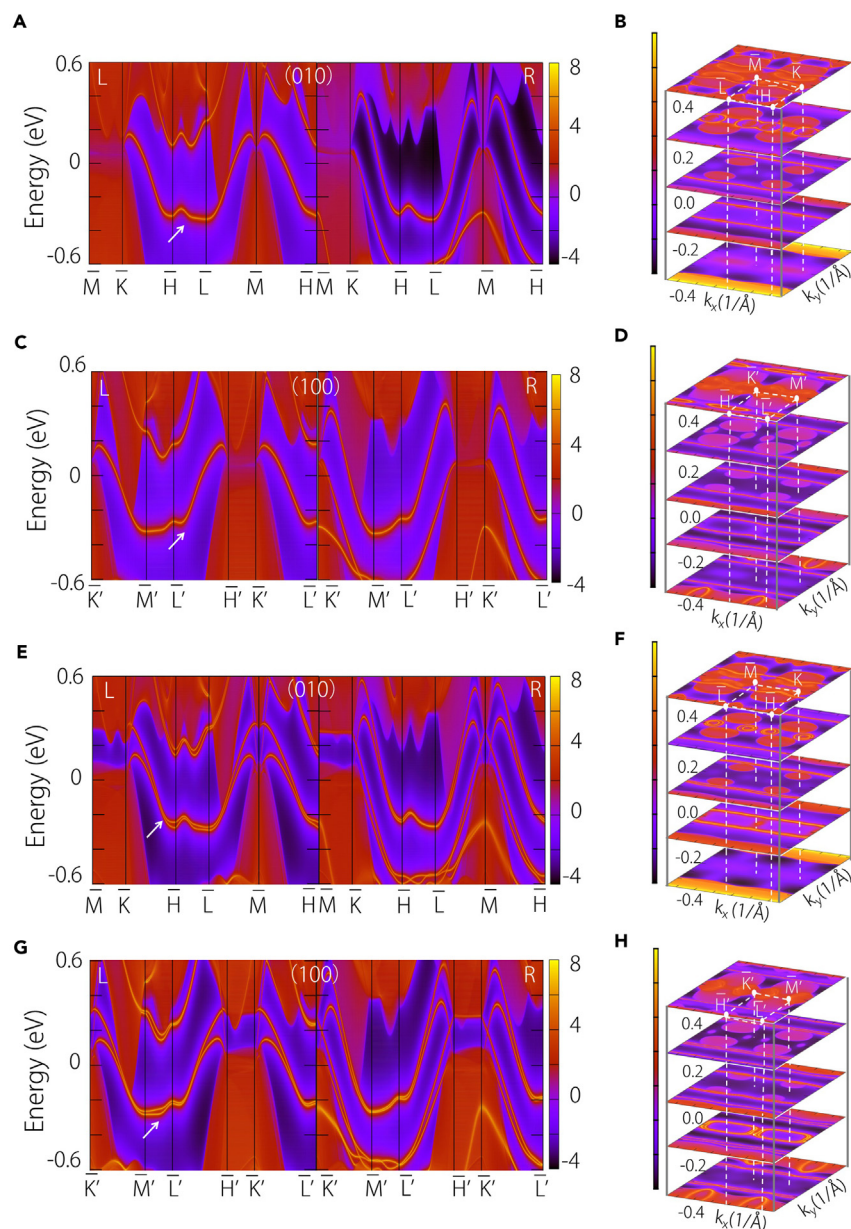 A
B
L (010) R
0.6
0
-0.6
Energy (eV)
8
4
0
-4
M̅ K̅ H̅ L̅ M̅ H̅
M̅ K̅ H̅ L̅ M̅ H̅
M̅
K̅
L̅
H̅
0.4
0.2
0.0
-0.2
-0.4
kx(1/Å)
ky(1/Å)
C
D
L (100) R
0.6
0
-0.6
Energy (eV)
8
4
0
-4
K̅′ M̅′ L̅′ H̅′ K̅′ L̅′
M̅′ L̅′ H̅′ K̅′ L̅′
K̅′
M̅′
H̅′
L̅′
0.4
0.2
0.0
-0.2
-0.4
kx(1/Å)
ky(1/Å)
E
F
L (010) R
0.6
0
-0.6
Energy (eV)
8
4
0
-4
M̅ K̅ H̅ L̅ M̅ H̅
M̅ K̅ H̅ L̅ M̅ H̅
M̅
K̅
L̅
H̅
0.4
0.2
0.0
-0.2
-0.4
kx(1/Å)
ky(1/Å)
G
H
L (100) R
0.6
0
-0.6
Energy (eV)
8
4
0
-4
K̅′ M̅′ L̅′ H̅′ K̅′ L̅′
M̅′ L̅′ H̅′ K̅′ L̅′
K̅′
M̅′
H̅′
L̅′
0.4
0.2
0.0
-0.2
-0.4
kx(1/Å)
ky(1/Å)